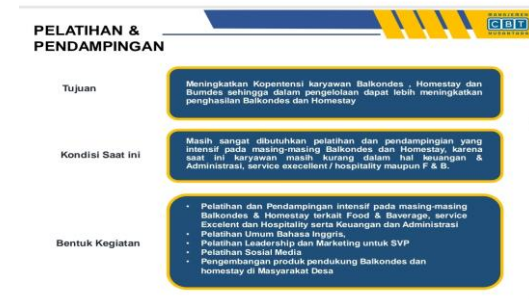 MANAJEMEN
CBT
NUSANTARA
PELATIHAN &
PENDAMPINGAN
Tujuan
Meningkatkan Kopentensi karyawan Balkondes , Homestay dan
Bumdes sehingga dalam pengelolaan dapat lebih meningkatkan
penghasilan Balkondes dan Homestay
Kondisi Saat ini
Masih sangat dibutuhkan pelatihan dan pendampingian yang
intensif pada masing-masing Balkondes dan Homestay, karena
saat ini karyawan masih kurang dalam hal keuangan &
Administrasi, service execellent / hospitality maupun F & B.
Bentuk Kegiatan
• Pelatihan dan Pendampingan intensif pada masing-masing
Balkondes & Homestay terkait Food & Baverage, service
Excelent dan Hospitality serta Keuangan dan Administrasi
• Pelatihan Umum Bahasa Inggris,
• Pelatihan Leadership dan Marketing untuk SVP
• Pelatihan Sosial Media
• Pengembangan produk pendukung Balkondes dan
homestay di Masyarakat Desa